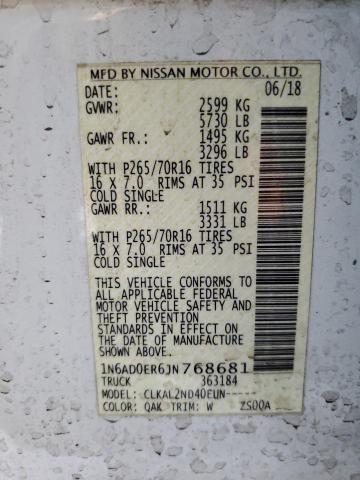 MFD BY NISSAN MOTOR CO., LTD.
DATE: 06/18
GVWR: 2599 KG
5730 LB
GAWR FR.: 1495 KG
3296 LB
WITH P265/70R16 TIRES
16 X 7.0 RIMS AT 35 PSI
COLD SINGLE
GAWR RR.: 1511 KG
3331 LB
WITH P265/70R16 TIRES
16 X 7.0 RIMS AT 35 PSI
COLD SINGLE
THIS VEHICLE CONFORMS TO
ALL APPLICABLE FEDERAL
MOTOR VEHICLE SAFETY AND
THEFT PREVENTION
STANDARDS IN EFFECT ON
THE DATE OF MANUFACTURE
SHOWN ABOVE.
1N6AD0ER6JN768681
TRUCK 363184
MODEL: CLKAL2ND40EUN-----
COLOR: QAK TRIM: W ZS00A